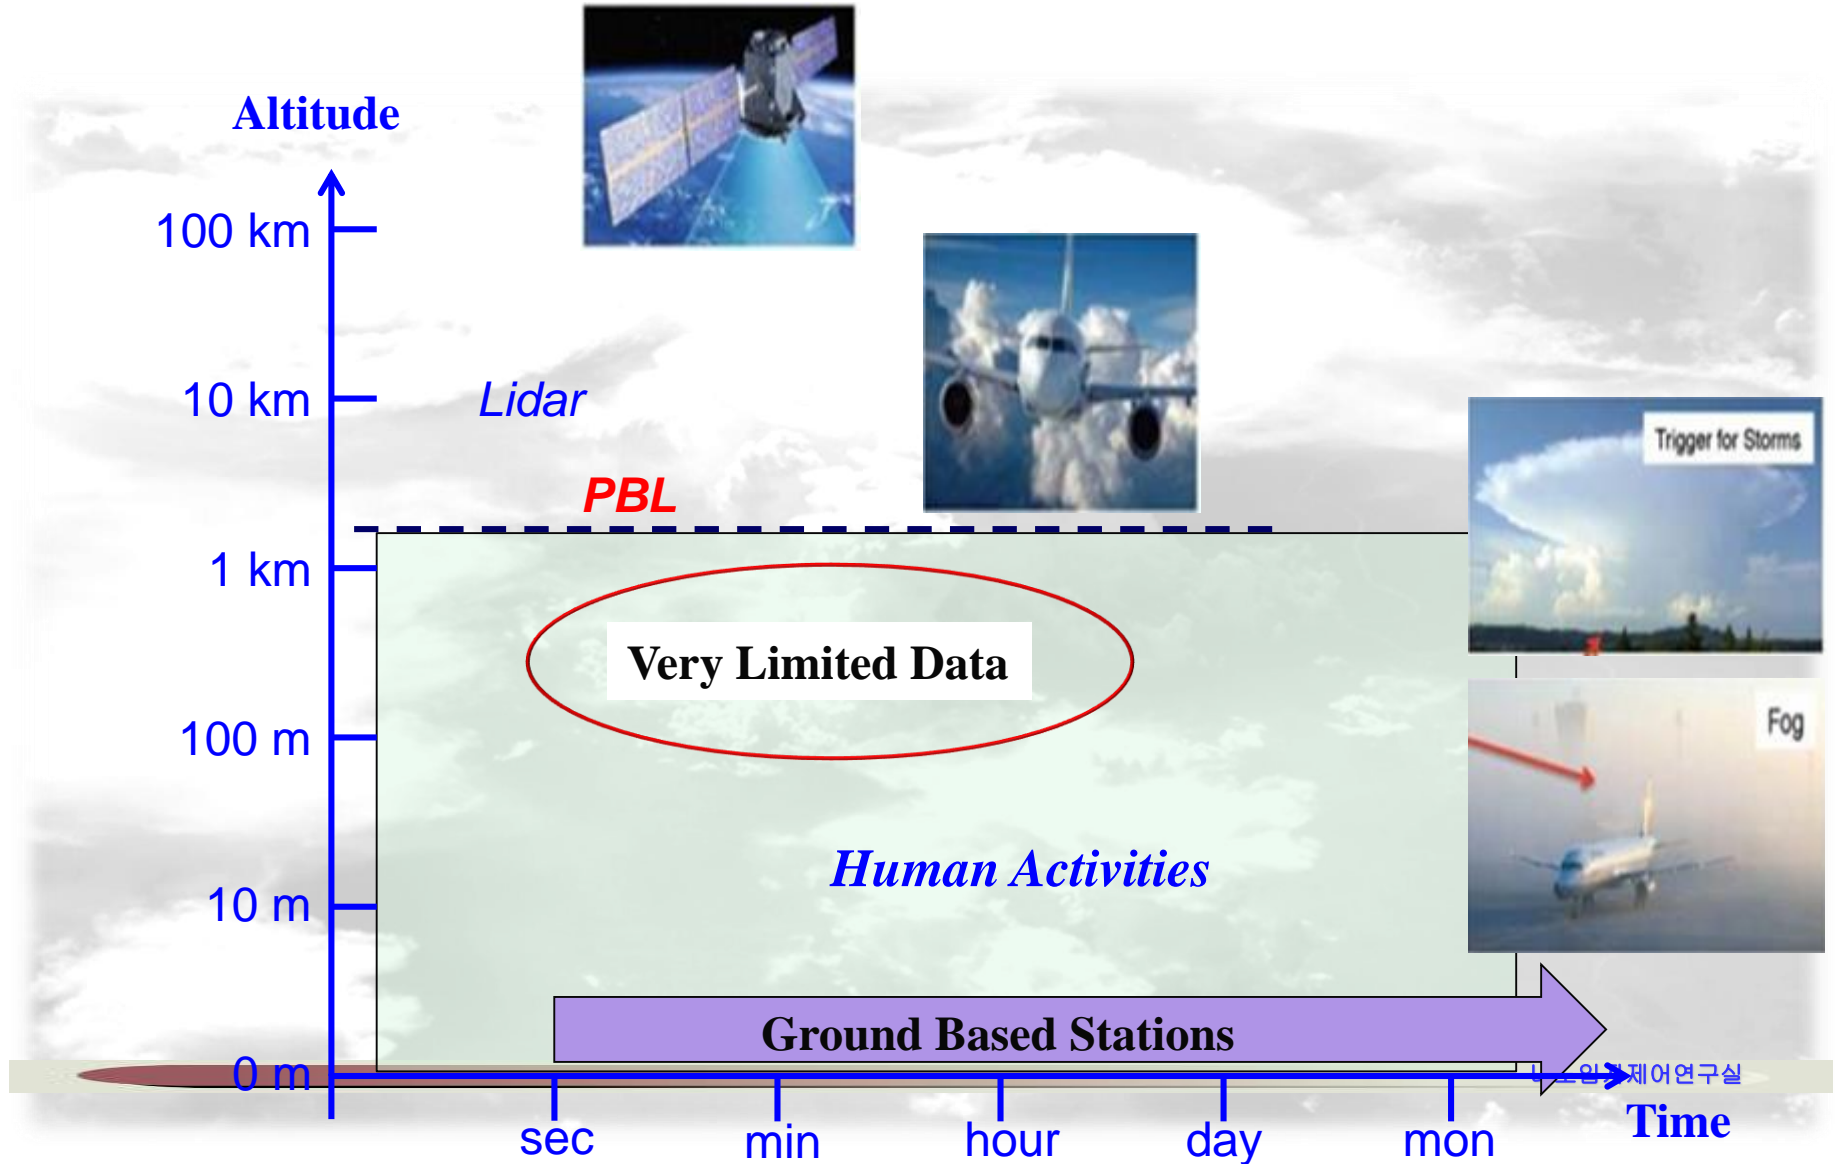 Altitude
100 km
10 km
Lidar
Trigger for Storms
PBL
1 km
Very Limited Data
Fog
100 m
Human Activities
10 m
Ground Based Stations
0 m
제어연구실
Time
sec
min
hour
day
mon